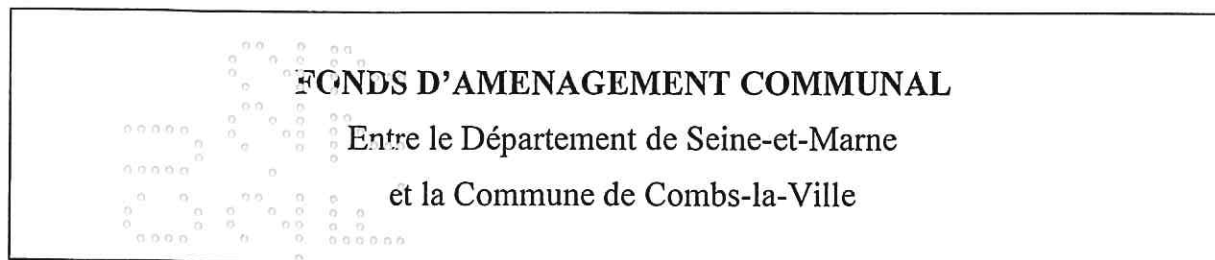 FONDS D'AMENAGEMENT COMMUNAL
Entre le Département de Seine-et-Marne
et la Commune de Combs-la-Ville